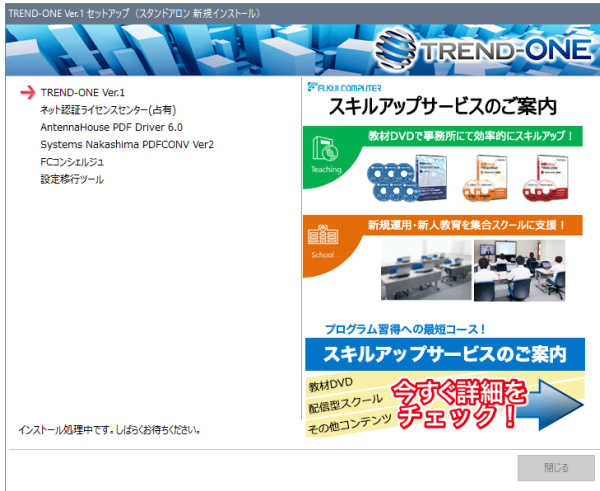 TREND-ONE Ver.1 セットアップ（スタンドアロン 新規インストール）
TREND-ONE
TREND-ONE Ver.1
ネット認証ライセンスセンター(占有)
AntennaHouse PDF Driver 6.0
Systems Nakashima PDFCONV Ver2
FCコンシェルジュ
設定移行ツール
インストール処理中です。しばらくお待ちください。
FUKUI COMPUTER
スキルアップサービスのご案内
教材DVDで事務所にて効率的にスキルアップ！
Teaching
新規運用・新人教育を集合スクールに支援！
School
プログラム習得への最短コース！
スキルアップサービスのご案内
教材DVD
配信型スクール
その他コンテンツ
今すぐ詳細を
チェック！
閉じる